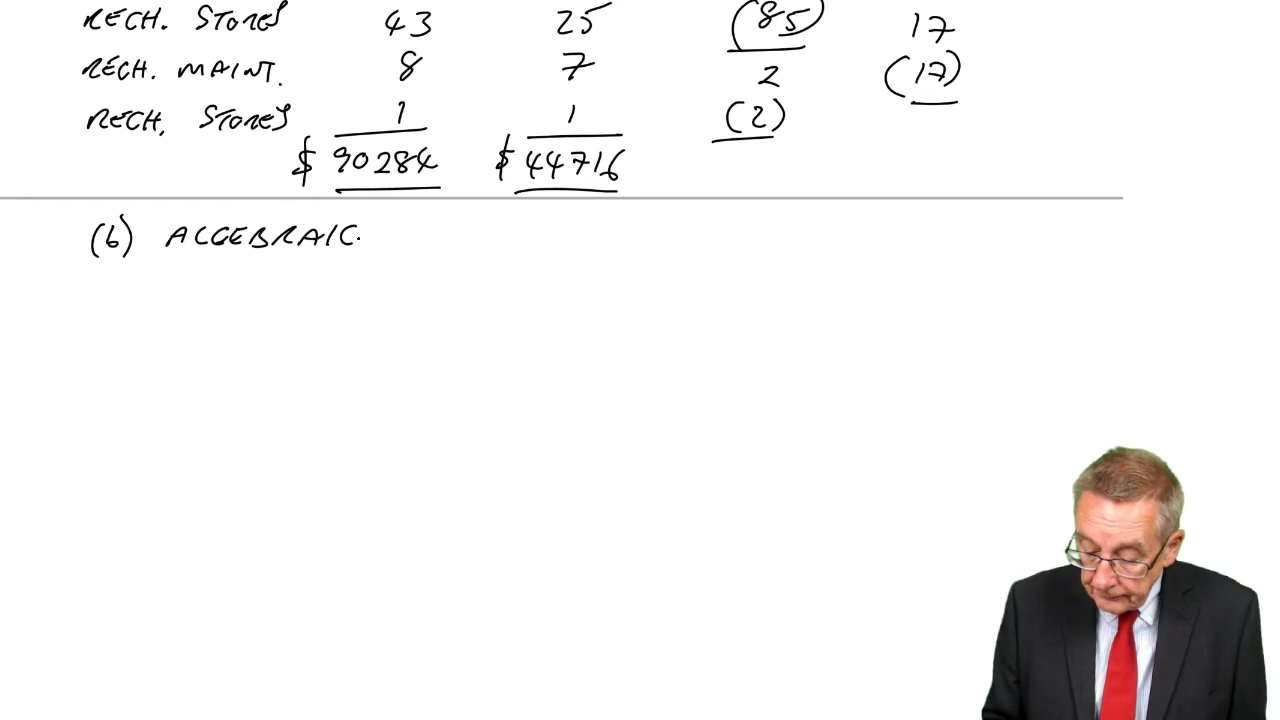 RECH. STORES 43 25 (85) 17
RECH. MAINT. 8 7 2 (17)
RECH. STORES 1 1 (2)
$ 90284 $ 44716
(b) ALGEBRAIC.